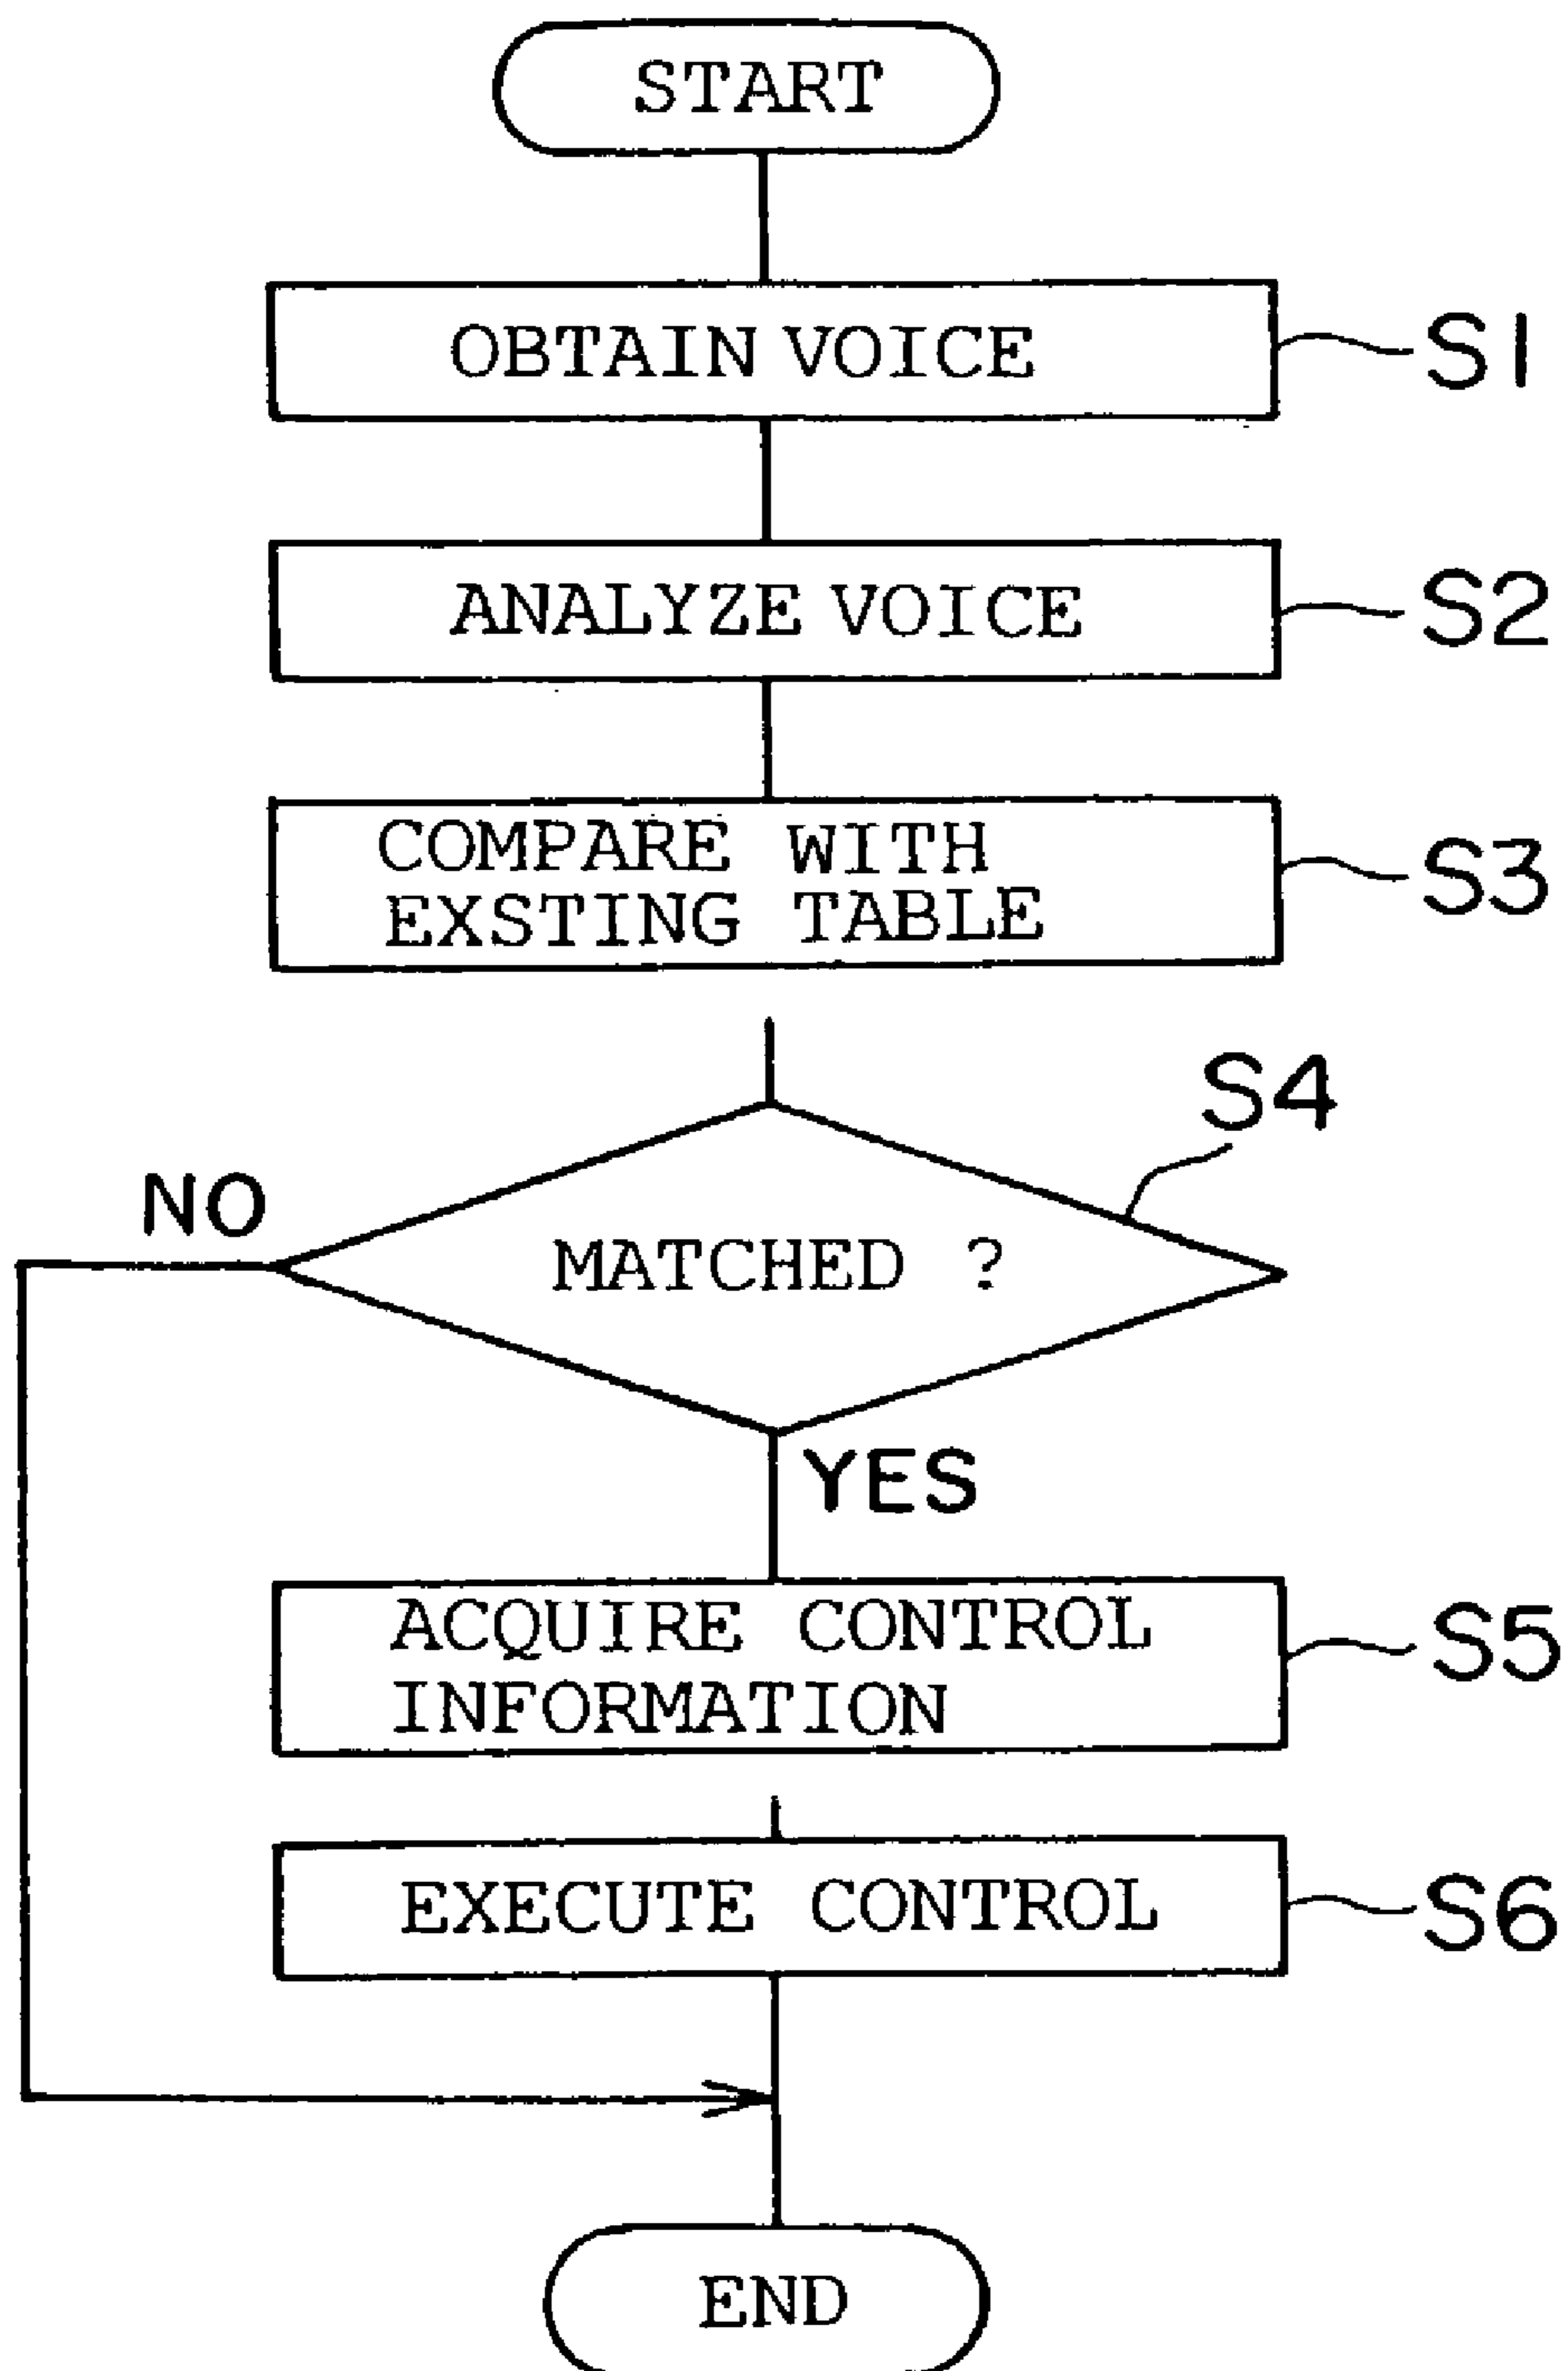 START
OBTAIN VOICE
S1
ANALYZE VOICE
S2
COMPARE WITH
EXSTING TABLE
S3
S4
NO
MATCHED ?
YES
ACQUIRE CONTROL
INFORMATION
S5
EXECUTE CONTROL
S6
END